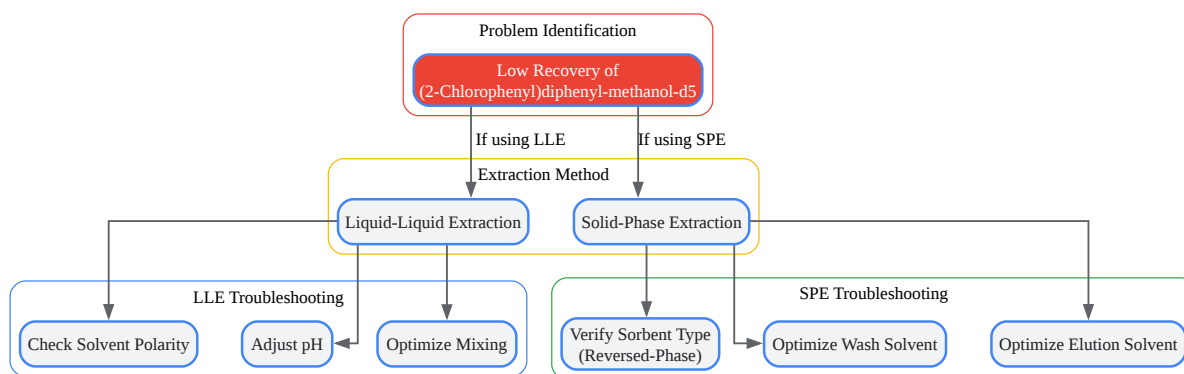 Problem Identification
Low Recovery of
(2-Chlorophenyl)diphenyl-methanol-d5
If using LLE
If using SPE
Extraction Method
Liquid-Liquid Extraction
Solid-Phase Extraction
LLE Troubleshooting
Check Solvent Polarity
Adjust pH
Optimize Mixing
SPE Troubleshooting
Verify Sorbent Type
(Reversed-Phase)
Optimize Wash Solvent
Optimize Elution Solvent